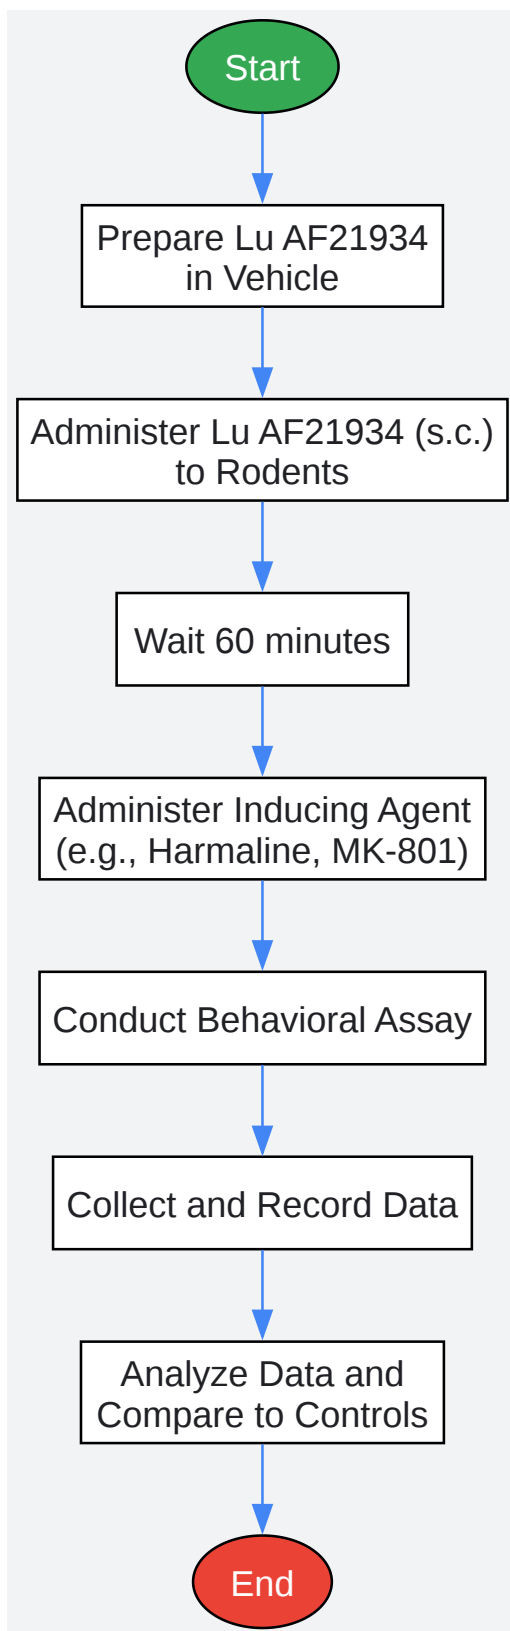 Start
Prepare Lu AF21934
in Vehicle
Administer Lu AF21934 (s.c.)
to Rodents
Wait 60 minutes
Administer Inducing Agent
(e.g., Harmaline, MK-801)
Conduct Behavioral Assay
Collect and Record Data
Analyze Data and
Compare to Controls
End